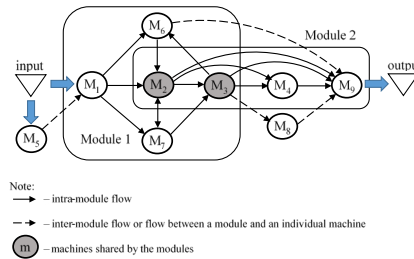 M6
Module 2
input
output
M1
M2
M3
M4
M9
M5
Module 1
M7
M8
Note:
– intra-module flow
– inter-module flow or flow between a module and an individual machine
m – machines shared by the modules